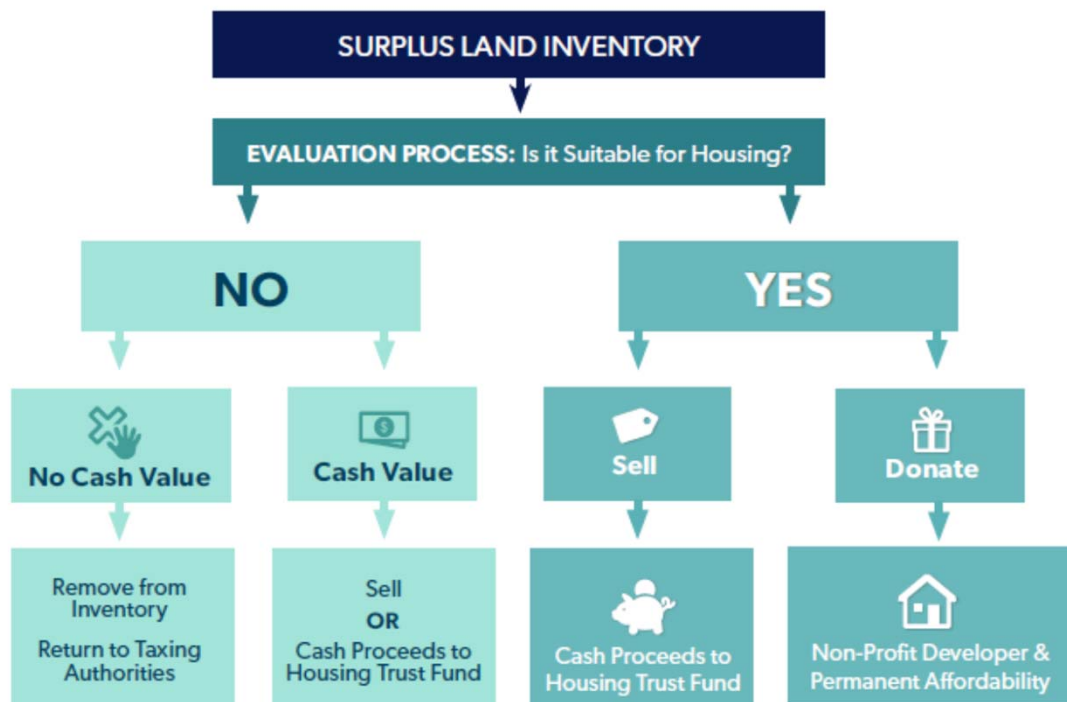 SURPLUS LAND INVENTORY
EVALUATION PROCESS: Is it Suitable for Housing?
NO
YES
No Cash Value
Cash Value
Sell
Donate
Remove from
Inventory
Return to Taxing
Authorities
Sell
OR
Cash Proceeds to
Housing Trust Fund
Cash Proceeds to
Housing Trust Fund
Non-Profit Developer &
Permanent Affordability